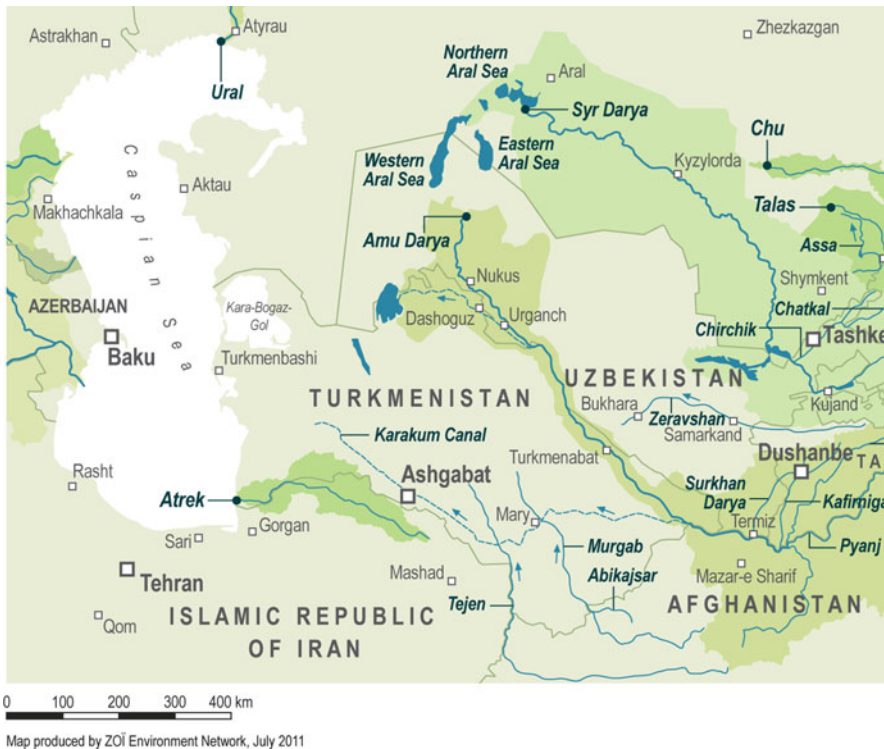 Astrakhan
Atyrau
Zhezkazgan
Ural
Northern
Aral Sea
Aral
Syr Darya
Chu
Western
Aral Sea
Eastern
Aral Sea
Kyzylorda
Caspian Sea
Aktau
Makhachkala
Talas
Amu Darya
Assa
Nukus
Shymkent
AZERBAIJAN
Kara-Bogaz-
Gol
Dashoguz
Urganch
Chatkal
Chirchik
Tashke
Baku
Turkmenbashi
TURKMENISTAN
UZBEKISTAN
Kujand
Bukhara
Zeravshan
Samarkand
Karakum Canal
Turkmenabat
Dushanbe
TA
Rasht
Atrek
Ashgabat
Surkhan
Darya
Kafirniga
Gorgan
Sari
Mary
Termiz
Murgab
Pyanj
Tehran
Mashad
Abikajsar
Mazar-e Sharif
Tejen
AFGHANISTAN
Qom
ISLAMIC REPUBLIC
OF IRAN
0 100 200 300 400 km
Map produced by ZOÏ Environment Network, July 2011